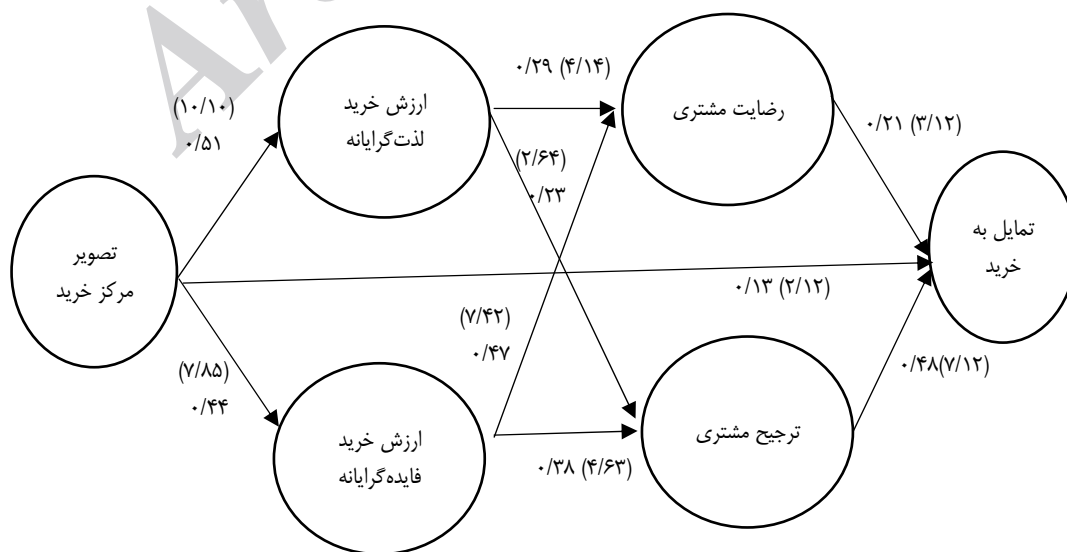 ۰/۲۹ (۴/۱۴)
ارزش خرید
لذت‌گرایانه
رضایت مشتری
(۱۰/۱۰)
۰/۵۱
۰/۲۱ (۳/۱۲)
(۲/۶۴)
۰/۲۳
تمایل به
خرید
تصویر
مرکز خرید
۰/۱۳ (۲/۱۲)
(۷/۴۲)
۰/۴۷
(۷/۸۵)
۰/۴۴
۰/۴۸(۷/۱۲)
ارزش خرید
فایده‌گرایانه
ترجیح مشتری
۰/۳۸ (۴/۶۳)